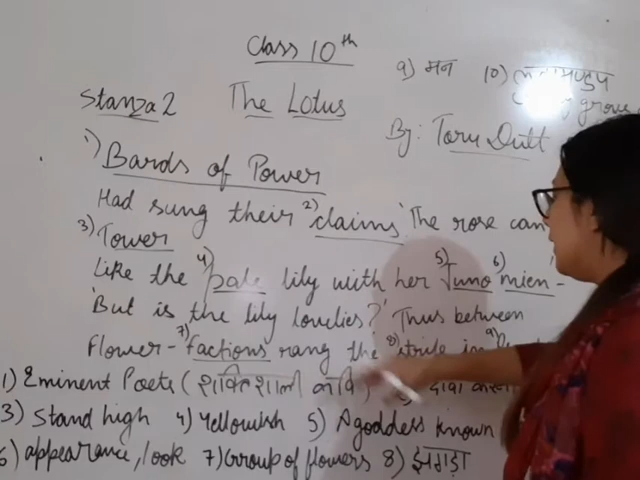 Class 10th
9) मन 10)
Stanza 2 The Lotus
By: Toru Dutt
1) Bards of Power
Had sung their 2) claims 'The rose can
3) Tower
Like the 4) pale lily with her 5) Juno 6) mien -
'But is the lily lovlies?' Thus between
flower - 7) factions rang the 8) strife in 9)
1) Eminent Poets (शक्तिशाली कवि)
3) Stand high 4) Yellowish 5) A goddess known
6) appearance, look 7) Group of flowers 8) झगड़ा